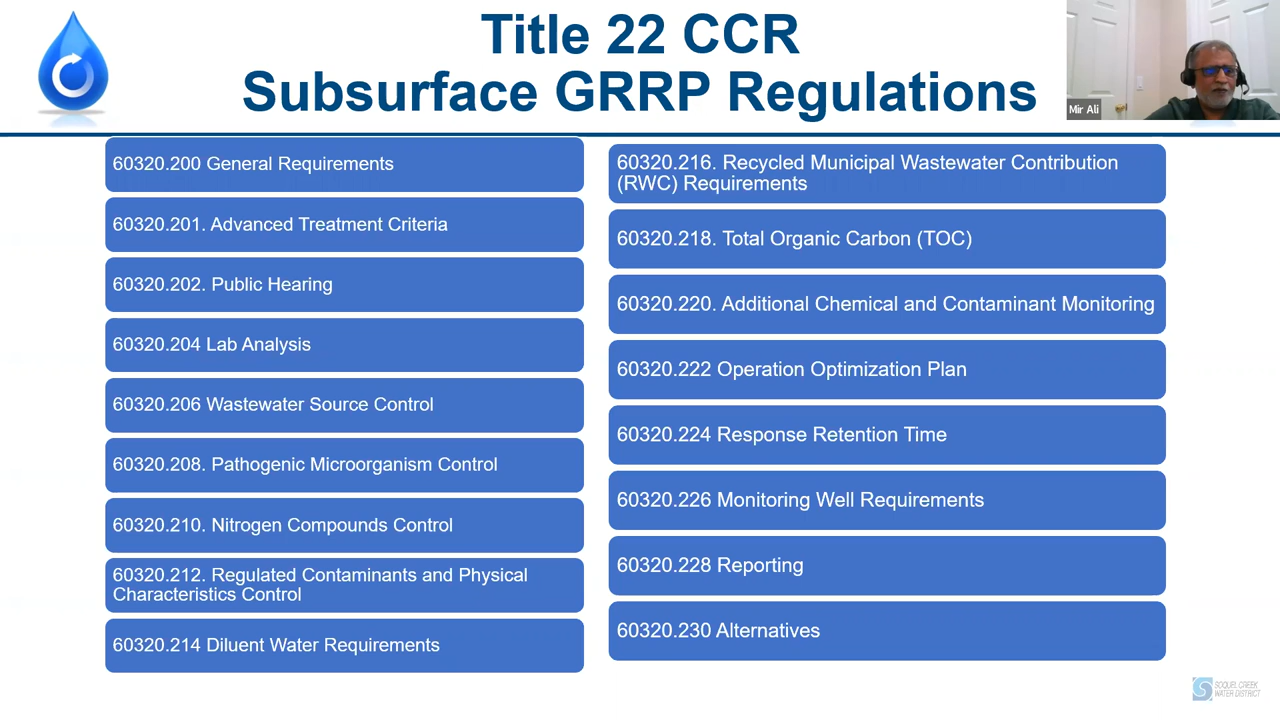 Title 22 CCR
Subsurface GRRP Regulations
Mir Ali
60320.200 General Requirements
60320.201. Advanced Treatment Criteria
60320.202. Public Hearing
60320.204 Lab Analysis
60320.206 Wastewater Source Control
60320.208. Pathogenic Microorganism Control
60320.210. Nitrogen Compounds Control
60320.212. Regulated Contaminants and Physical
Characteristics Control
60320.214 Diluent Water Requirements
60320.216. Recycled Municipal Wastewater Contribution
(RWC) Requirements
60320.218. Total Organic Carbon (TOC)
60320.220. Additional Chemical and Contaminant Monitoring
60320.222 Operation Optimization Plan
60320.224 Response Retention Time
60320.226 Monitoring Well Requirements
60320.228 Reporting
60320.230 Alternatives
SOQUEL CREEK
WATER DISTRICT